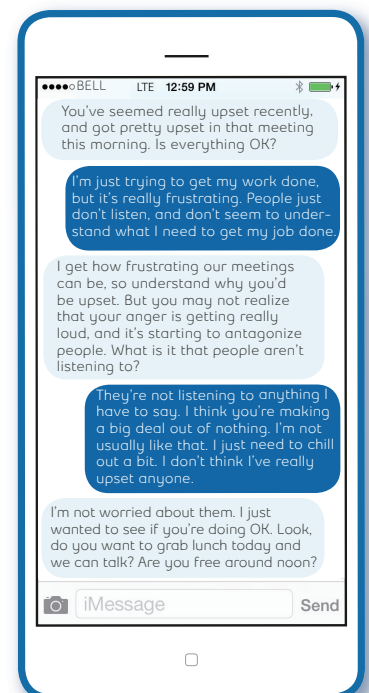 BELL LTE 12:59 PM
You've seemed really upset recently,
and got pretty upset in that meeting
this morning. Is everything OK?
I'm just trying to get my work done,
but it's really frustrating. People just
don't listen, and don't seem to under-
stand what I need to get my job done.
I get how frustrating our meetings
can be, so understand why you'd
be upset. But you may not realize
that your anger is getting really
loud, and it's starting to antagonize
people. What is it that people aren't
listening to?
They're not listening to anything I
have to say. I think you're making
a big deal out of nothing. I'm not
usually like that. I just need to chill
out a bit. I don't think I've really
upset anyone.
I'm not worried about them. I just
wanted to see if you're doing OK. Look,
do you want to grab lunch today and
we can talk? Are you free around noon?
iMessage Send